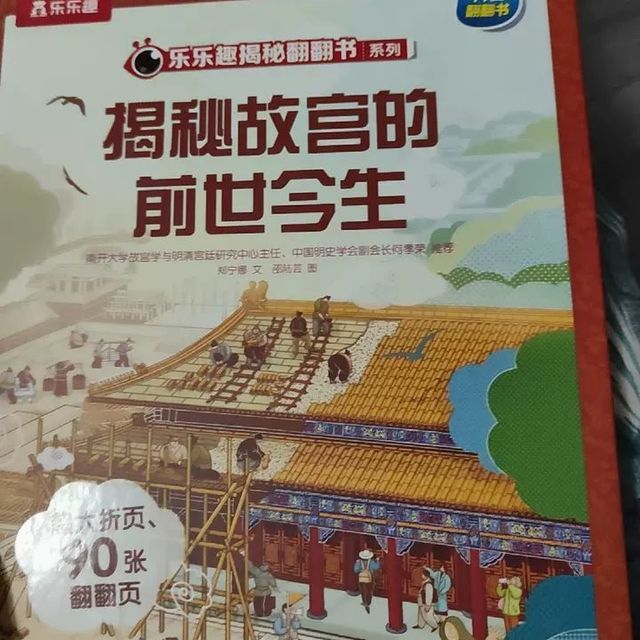 乐乐趣
翻翻书
乐乐趣揭秘翻翻书 系列
揭秘故宫的
前世今生
南开大学故宫学与明清宫廷研究中心主任、中国明史学会副会长何孝荣 推荐
郑宁娜 文 邵陆芸 图
大折页、
90张
翻翻页